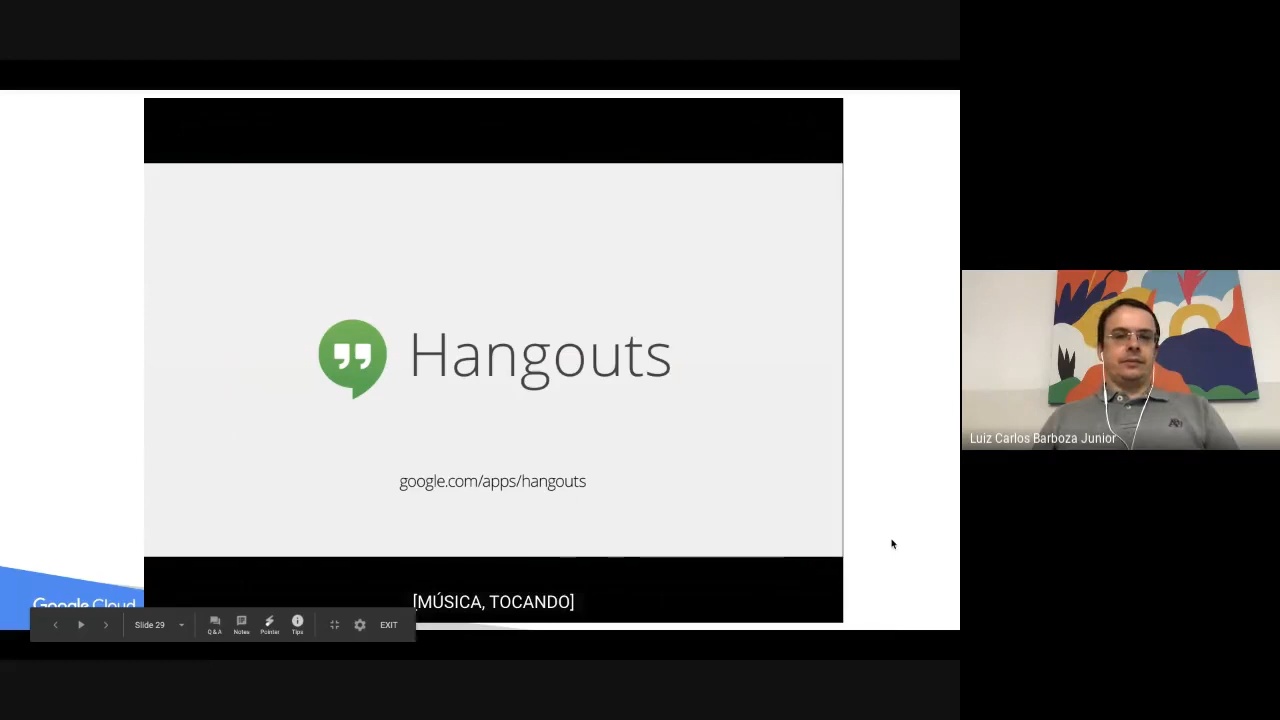 Hangouts
google.com/apps/hangouts
Luiz Carlos Barboza Junior
[MÚSICA, TOCANDO]
Google Cloud
Slide 29
Q&A
Notes
Pointer
Tips
EXIT